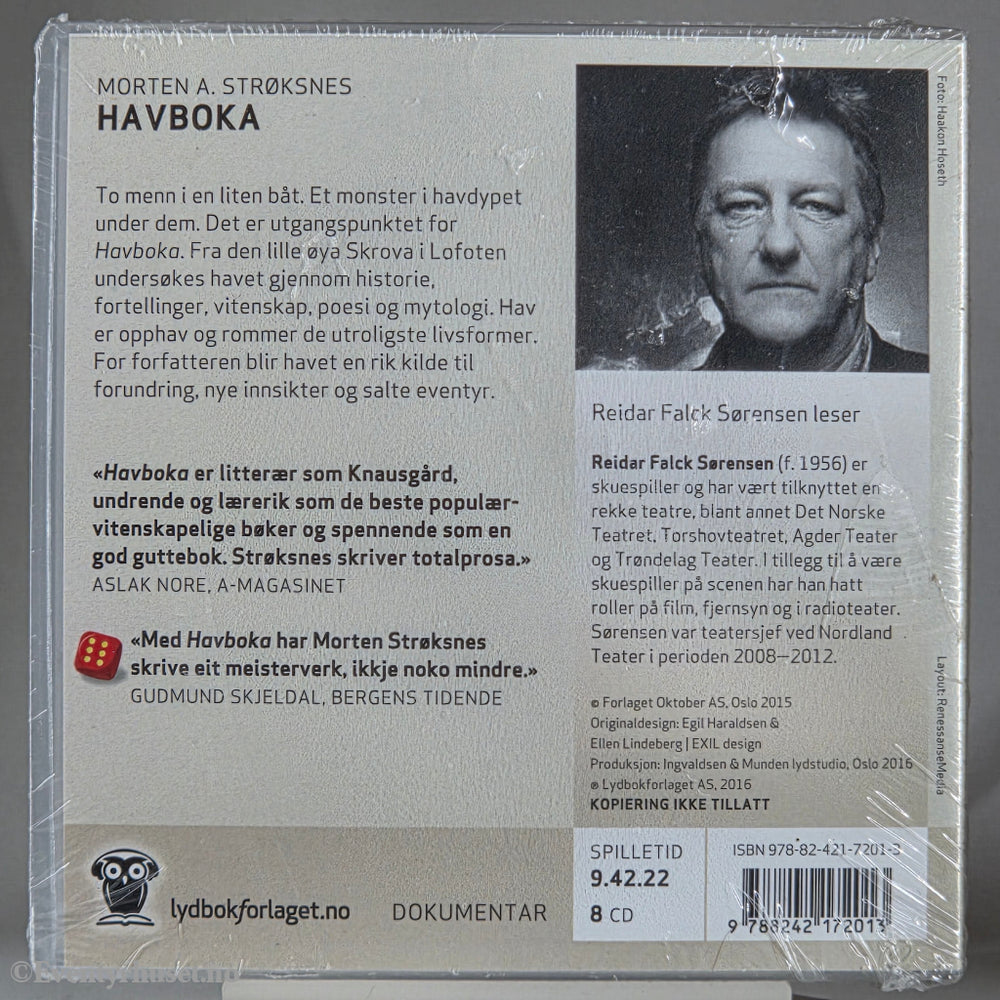 MORTEN A. STRØKSNES
HAVBOKA
To menn i en liten båt. Et monster i havdypet
under dem. Det er utgangspunktet for
Havboka. Fra den lille øya Skrova i Lofoten
undersøkes havet gjennom historie,
fortellinger, vitenskap, poesi og mytologi. Hav
er opphav og rommer de utroligste livsformer.
For forfatteren blir havet en rik kilde til
forundring, nye innsikter og salte eventyr.
«Havboka er litterær som Knausgård,
undrende og lærerik som de beste populær-
vitenskapelige bøker og spennende som en
god guttebok. Strøksnes skriver totalprosa.»
ASLAK NORE, A-MAGASINET
«Med Havboka har Morten Strøksnes
skrive eit meisterverk, ikkje noko mindre.»
GUDMUND SKJELDAL, BERGENS TIDENDE
Foto: Haakon Hoseth
Reidar Falck Sørensen leser
Reidar Falck Sørensen (f. 1956) er
skuespiller og har vært tilknyttet en
rekke teatre, blant annet Det Norske
Teatret, Torshovteatret, Agder Teater
og Trøndelag Teater. I tillegg til å være
skuespiller på scenen har han hatt
roller på film, fjernsyn og i radioteater.
Sørensen var teatersjef ved Nordland
Teater i perioden 2008–2012.
© Forlaget Oktober AS, Oslo 2015
Originaldesign: Egil Haraldsen &
Ellen Lindeberg | EXIL design
Produksjon: Ingvaldsen & Munden lydstudio, Oslo 2016
℗ Lydbokforlaget AS, 2016
KOPIERING IKKE TILLATT
Layout: RenessanseMedia
lydbokforlaget.no
DOKUMENTAR
SPILLETID
9.42.22
8 CD
ISBN 978-82-421-7201-3
9 788242 172013
©Eventyrhuset.no